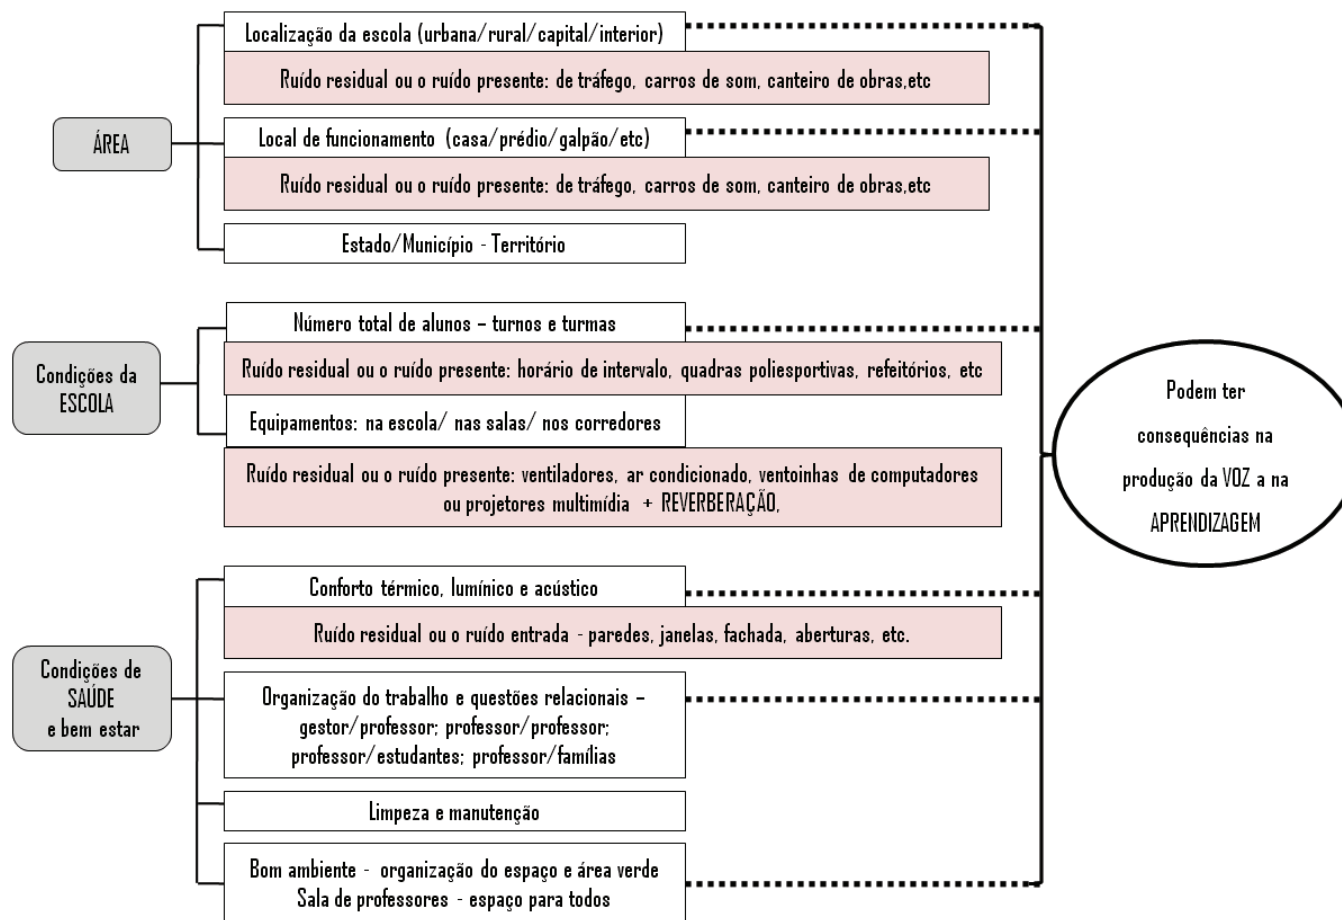 Localização da escola (urbana/rural/capital/interior)
Ruído residual ou o ruído presente: de tráfego, carros de som, canteiro de obras,etc
ÁREA
Local de funcionamento (casa/prédio/galpão/etc)
Ruído residual ou o ruído presente: de tráfego, carros de som, canteiro de obras,etc
Estado/Município - Território
Condições da
ESCOLA
Número total de alunos – turnos e turmas
Ruído residual ou o ruído presente: horário de intervalo, quadras poliesportivas, refeitórios, etc
Equipamentos: na escola/ nas salas/ nos corredores
Ruído residual ou o ruído presente: ventiladores, ar condicionado, ventoinhas de computadores
ou projetores multimídia + REVERBERAÇÃO,
Condições de
SAÚDE
e bem estar
Conforto térmico, lumínico e acústico
Ruído residual ou o ruído entrada - paredes, janelas, fachada, aberturas, etc.
Organização do trabalho e questões relacionais –
gestor/professor; professor/professor;
professor/estudantes; professor/famílias
Limpeza e manutenção
Bom ambiente - organização do espaço e área verde
Sala de professores - espaço para todos
Podem ter
consequências na
produção da VOZ a na
APRENDIZAGEM